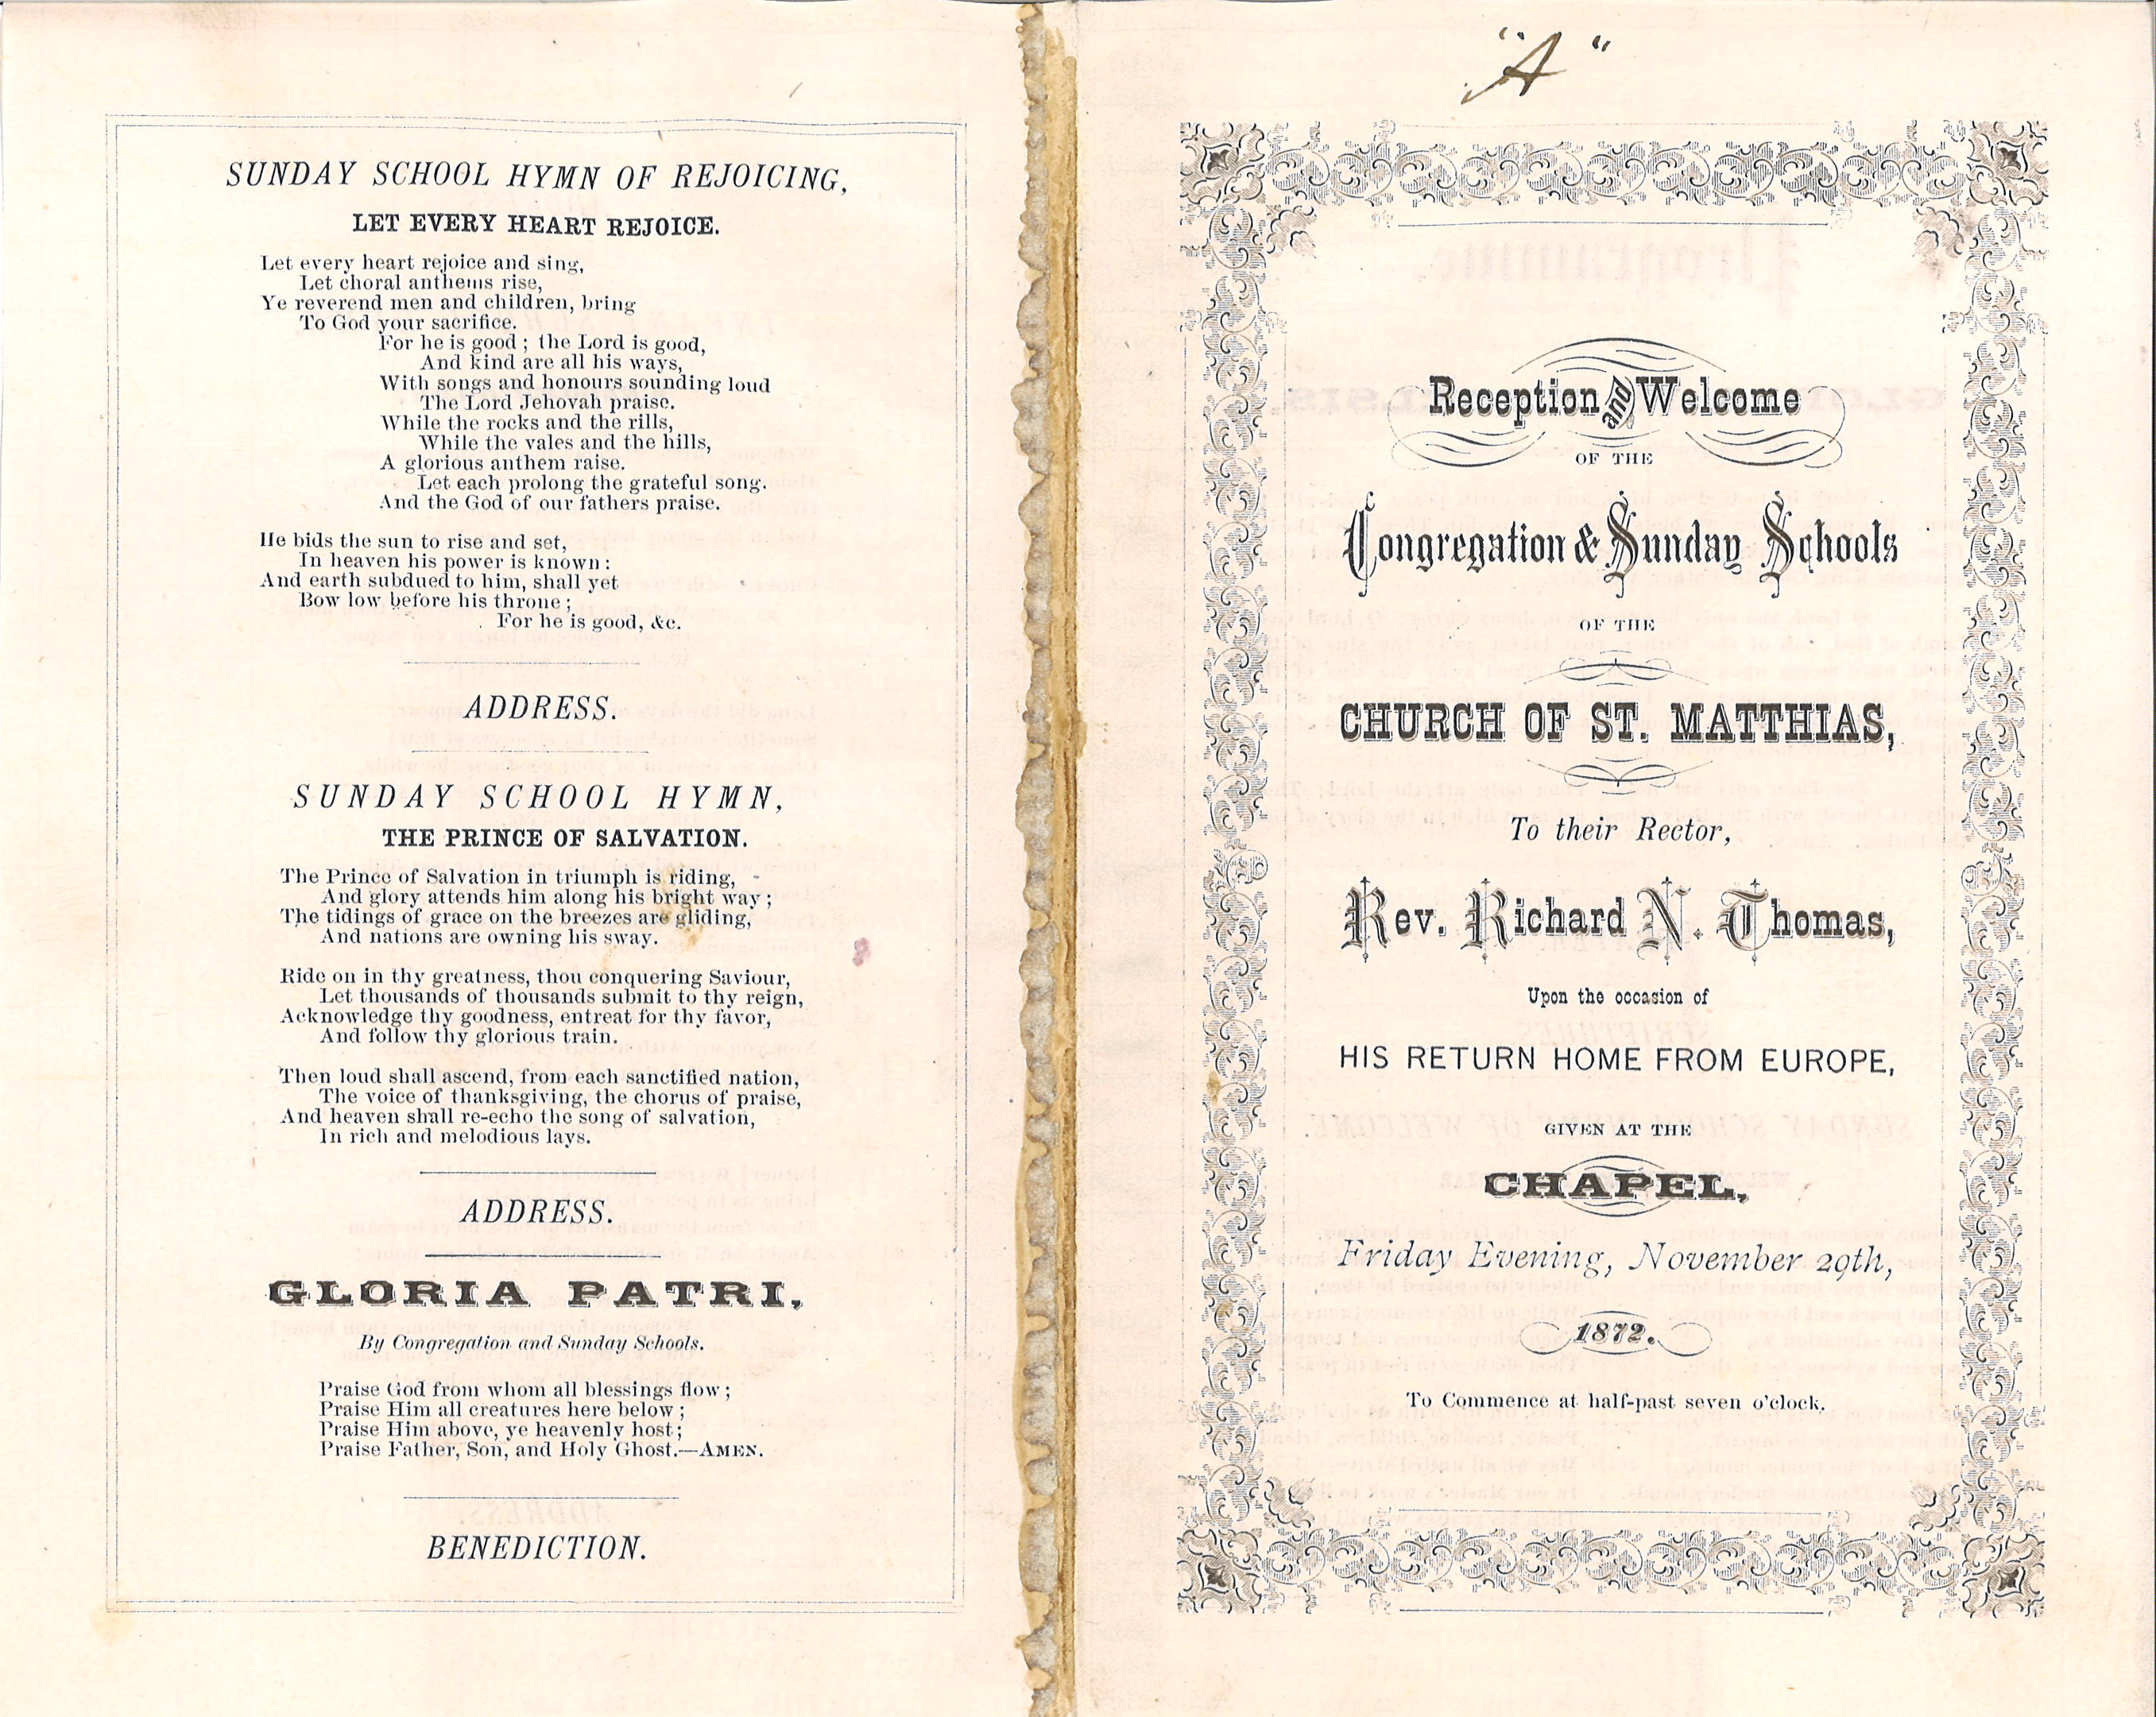 SUNDAY SCHOOL HYMN OF REJOICING,
LET EVERY HEART REJOICE.
Let every heart rejoice and sing,
Let choral anthems rise,
Ye reverend men and children, bring
To God your sacrifice.
For he is good ; the Lord is good,
And kind are all his ways,
With songs and honours sounding loud
The Lord Jehovah praise.
While the rocks and the rills,
While the vales and the hills,
A glorious anthem raise.
Let each prolong the grateful song.
And the God of our fathers praise.
He bids the sun to rise and set,
In heaven his power is known :
And earth subdued to him, shall yet
Bow low before his throne ;
For he is good, &c.
ADDRESS.
SUNDAY SCHOOL HYMN,
THE PRINCE OF SALVATION.
The Prince of Salvation in triumph is riding,
And glory attends him along his bright way ;
The tidings of grace on the breezes are gliding,
And nations are owning his sway.
Ride on in thy greatness, thou conquering Saviour,
Let thousands of thousands submit to thy reign,
Acknowledge thy goodness, entreat for thy favor,
And follow thy glorious train.
Then loud shall ascend, from each sanctified nation,
The voice of thanksgiving, the chorus of praise,
And heaven shall re-echo the song of salvation,
In rich and melodious lays.
ADDRESS.
GLORIA PATRI,
By Congregation and Sunday Schools.
Praise God from whom all blessings flow ;
Praise Him all creatures here below ;
Praise Him above, ye heavenly host ;
Praise Father, Son, and Holy Ghost.—AMEN.
BENEDICTION.
"A"
Reception and Welcome
OF THE
Congregation & Sunday Schools
OF THE
CHURCH OF ST. MATTHIAS,
To their Rector,
Rev. Richard N. Thomas,
Upon the occasion of
HIS RETURN HOME FROM EUROPE,
GIVEN AT THE
CHAPEL,
Friday Evening, November 29th,
1872.
To Commence at half-past seven o'clock.